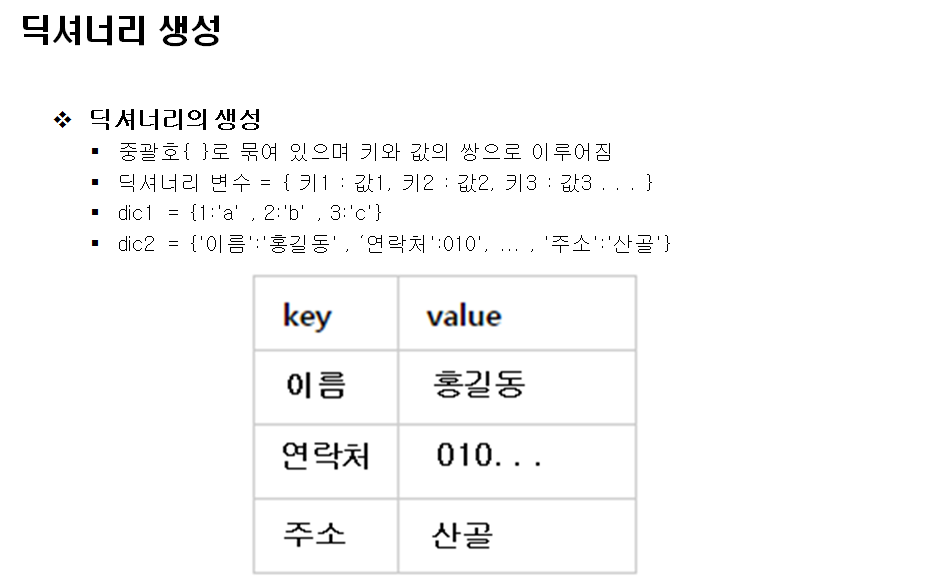 딕셔너리 생성
❖ 딕셔너리의 생성
▪ 중괄호{ }로 묶여 있으며 키와 값의 쌍으로 이루어짐
▪ 딕셔너리 변수 = { 키1 : 값1, 키2 : 값2, 키3 : 값3 . . . }
▪ dic1 = {1:'a' , 2:'b' , 3:'c'}
▪ dic2 = {'이름':'홍길동' , ‘연락처':010', ... , '주소':'산골'}
key value
이름 홍길동
연락처 010...
주소 산골